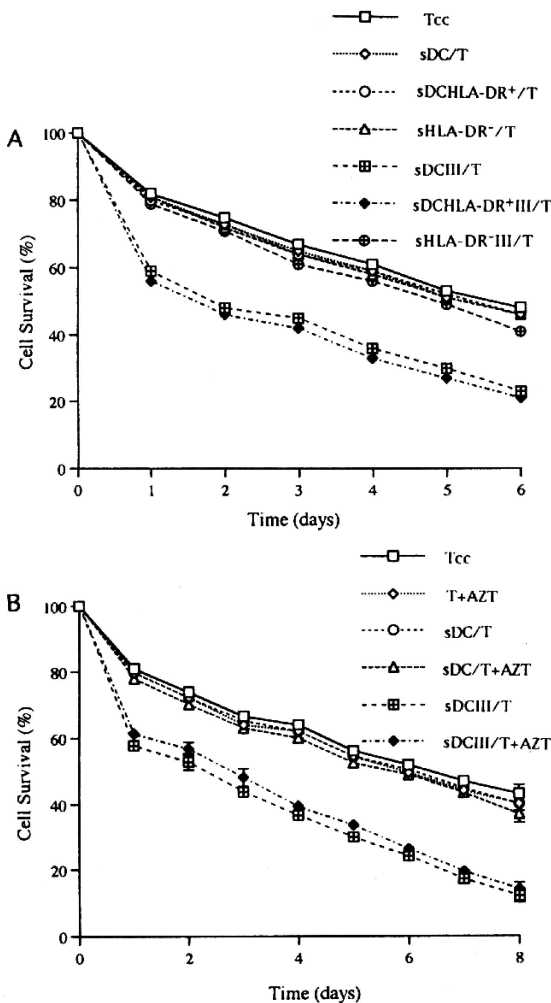 Tcc
sDC/T
sDCHLA-DR⁺/T
sHLA-DR⁻/T
sDCIII/T
sDCHLA-DR⁺III/T
sHLA-DR⁻III/T
A
100
80
60
40
20
0
Cell Survival (%)
0 1 2 3 4 5 6
Time (days)
Tcc
T+AZT
sDC/T
sDC/T+AZT
sDCIII/T
sDCIII/T+AZT
B
100
80
60
40
20
0
Cell Survival (%)
0 2 4 6 8
Time (days)